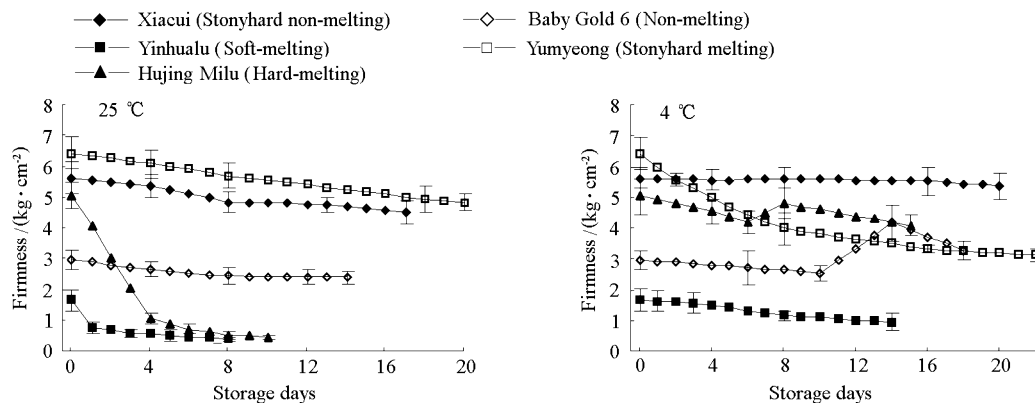 Xiacui (Stonyhard non-melting)
Baby Gold 6 (Non-melting)
Yinhualu (Soft-melting)
Yumyeong (Stonyhard melting)
Hujing Milu (Hard-melting)
25 ℃
8
7
6
5
4
3
2
1
0
Firmness /(kg · cm⁻²)
0 4 8 12 16 20
Storage days
4 ℃
8
7
6
5
4
3
2
1
0
Firmness /(kg · cm⁻²)
0 4 8 12 16 20
Storage days